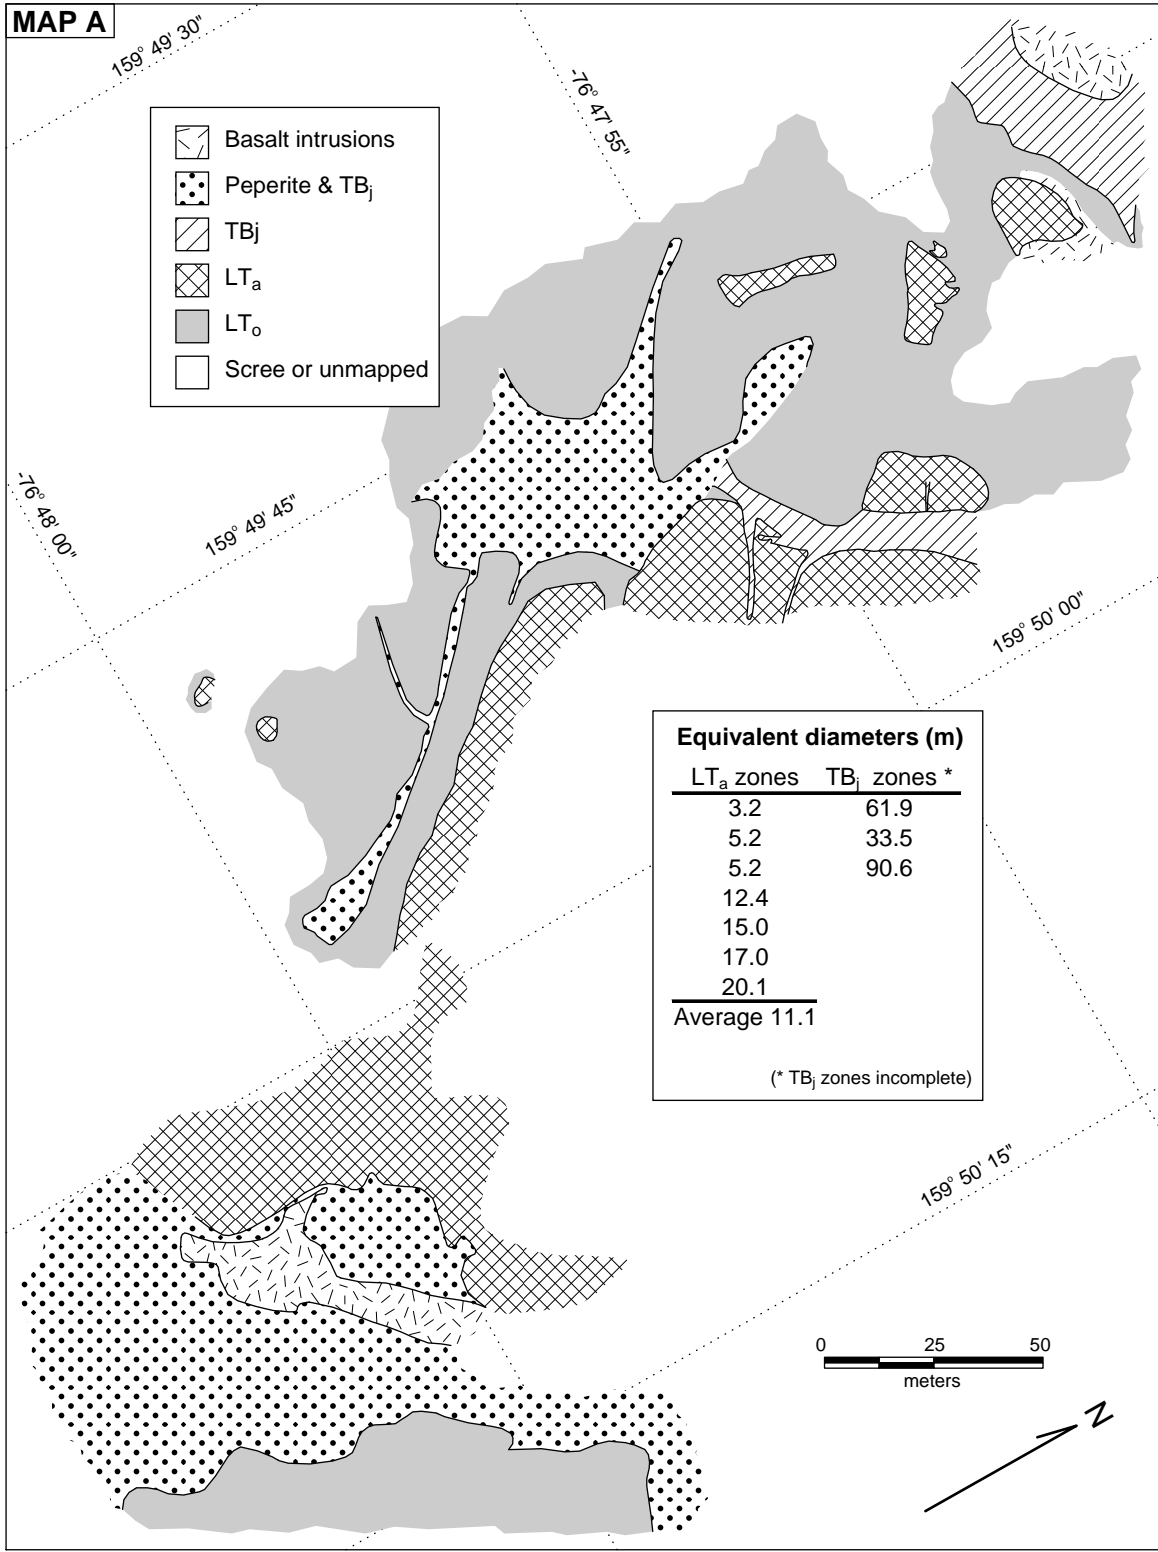 MAP A
159° 49' 30"
-76° 47' 55"
Basalt intrusions
Peperite & TBj
TBj
LTa
LTo
Scree or unmapped
-76° 48' 00"
159° 49' 45"
159° 50' 00"
Equivalent diameters (m)
LTa zones TBj zones *
3.2 61.9
5.2 33.5
5.2 90.6
12.4
15.0
17.0
20.1
Average 11.1
(* TBj zones incomplete)
159° 50' 15"
0 25 50
meters
N